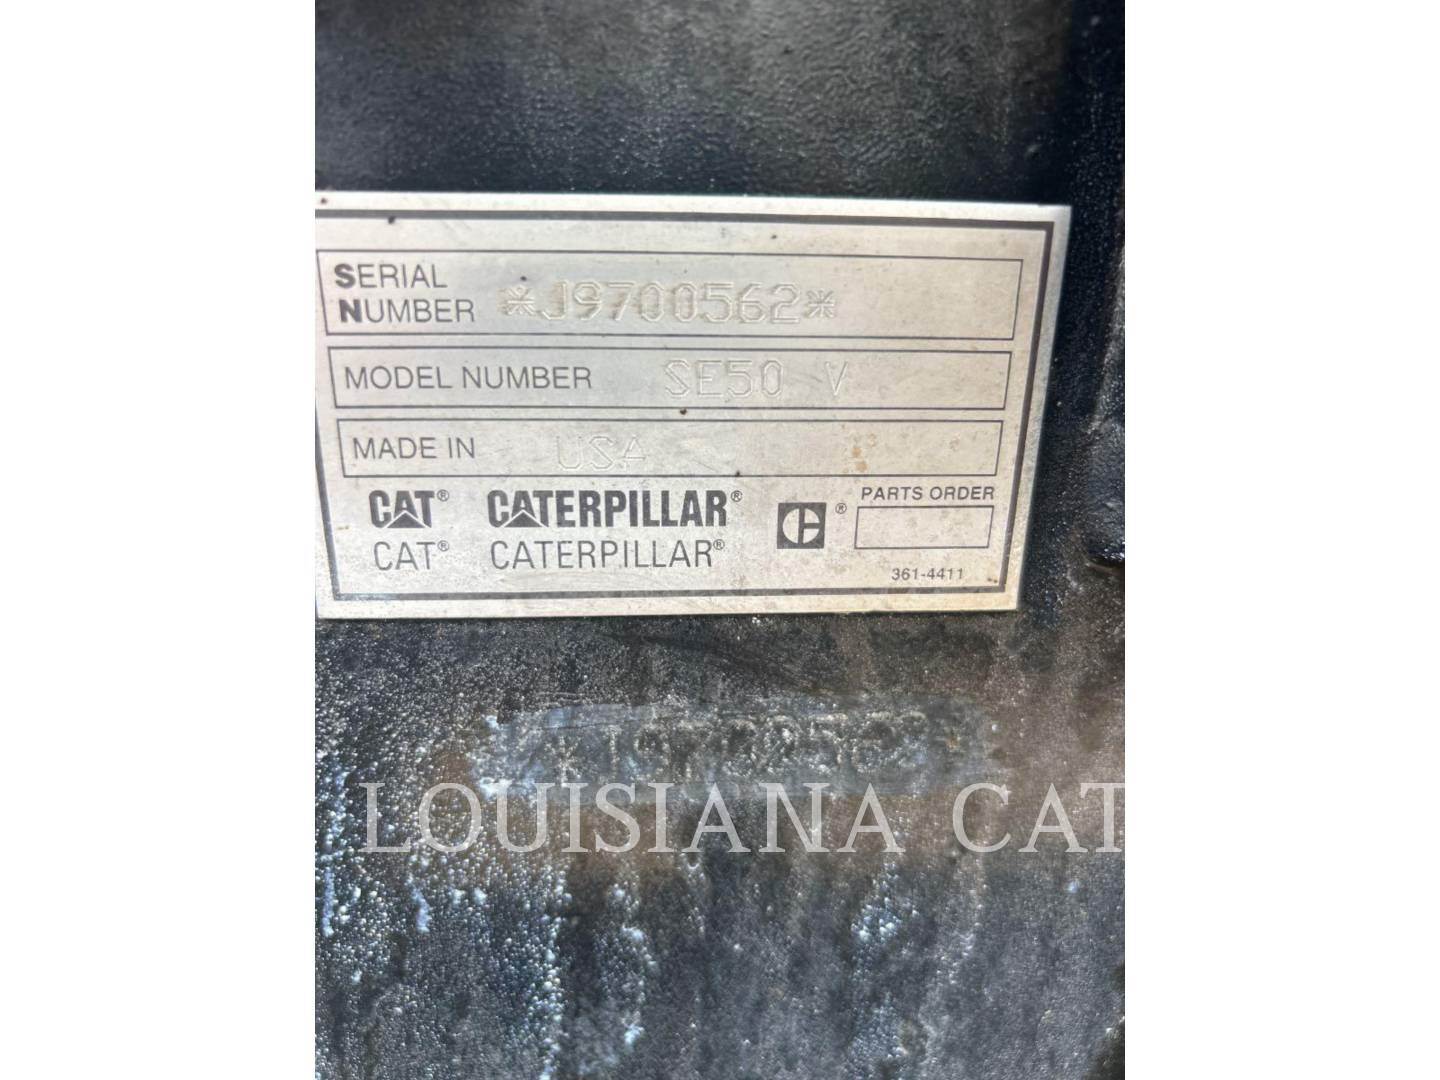 SERIAL
NUMBER *J9700562*
MODEL NUMBER SE50 V
MADE IN USA
CAT® CATERPILLAR® ® PARTS ORDER
CAT® CATERPILLAR®
361-4411
LOUISIANA CAT